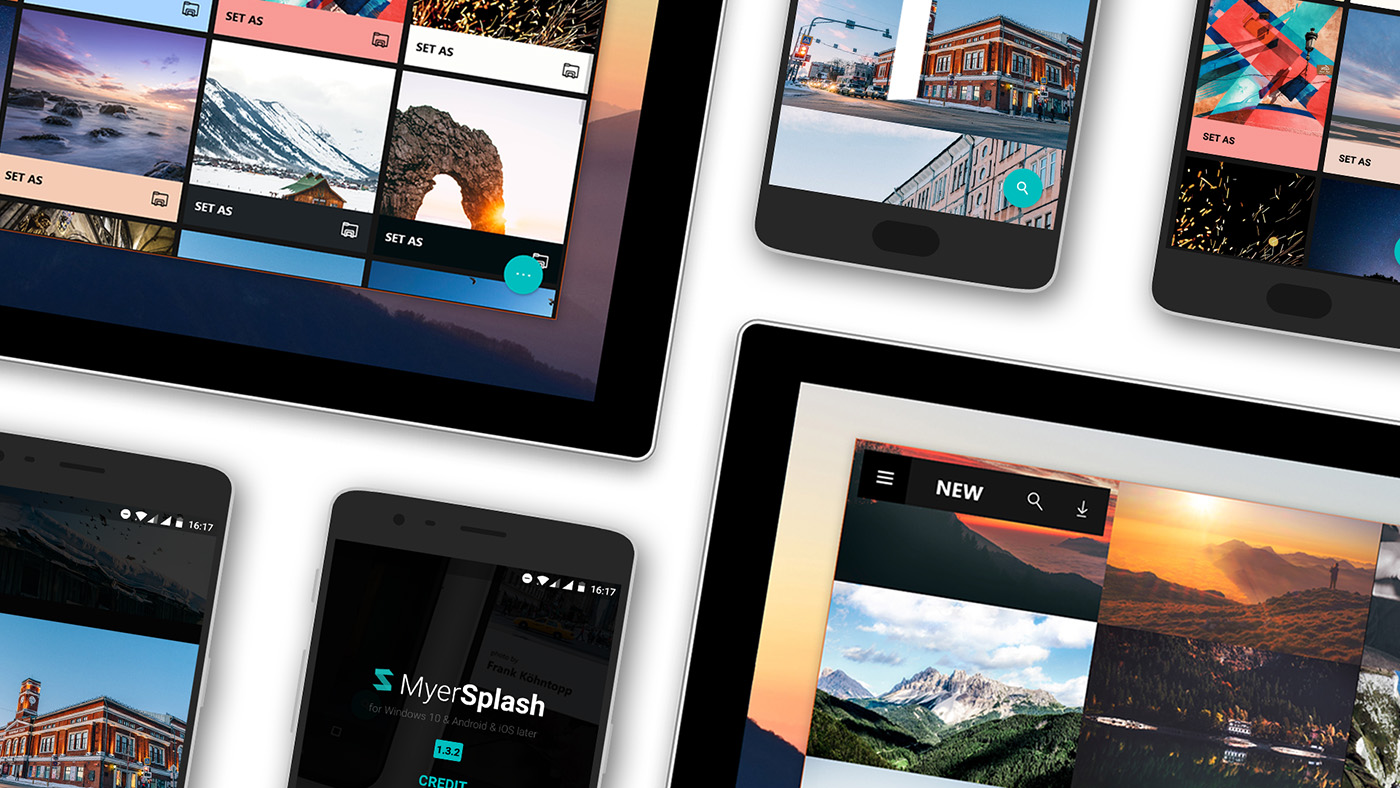 SET AS
SET AS
SET AS
SET AS
SET AS
SET AS
SET AS
NEW
16:17
16:17
photo by
Frank Köhntopp
MyerSplash
for Windows 10 & Android & iOS later
1.3.2
CREDIT